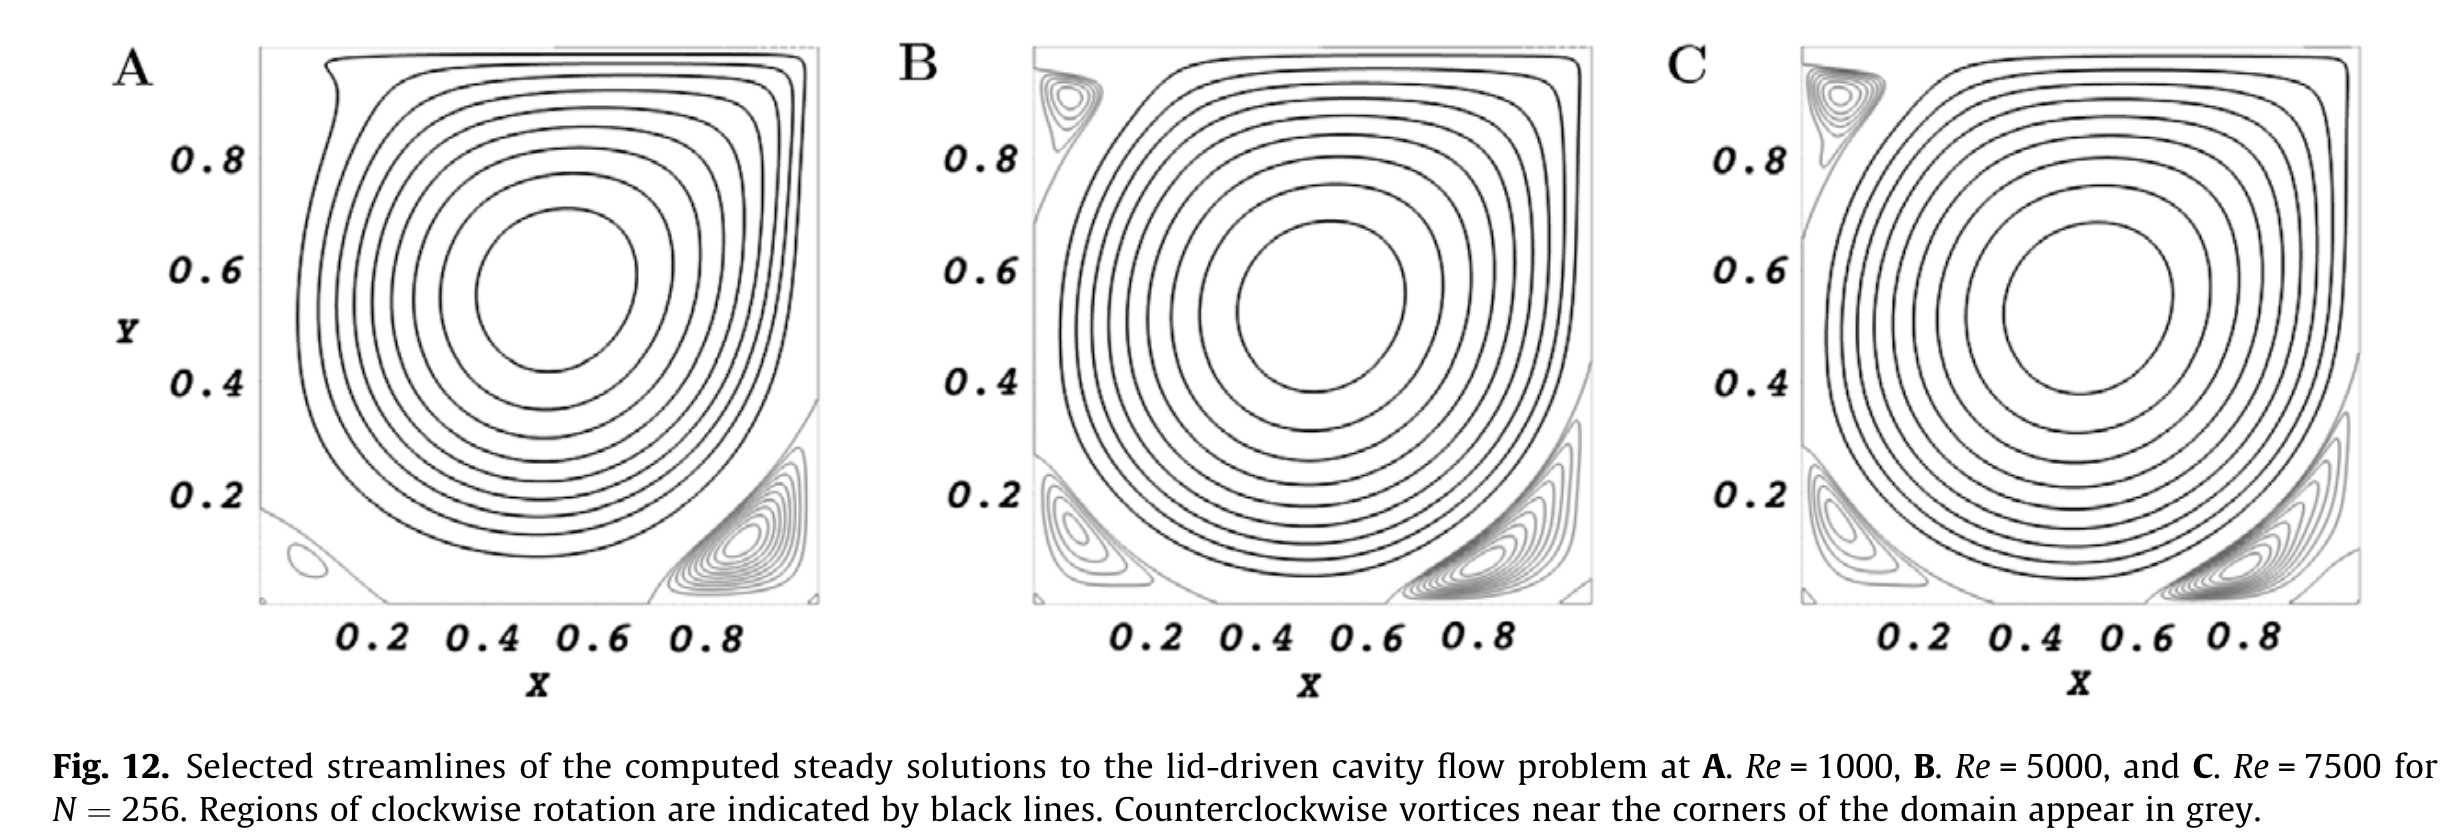 A B C
0.8 0.8 0.8
0.6 0.6 0.6
Y
0.4 0.4 0.4
0.2 0.2 0.2
0.2 0.4 0.6 0.8 0.2 0.4 0.6 0.8 0.2 0.4 0.6 0.8
X X X
Fig. 12. Selected streamlines of the computed steady solutions to the lid-driven cavity flow problem at A. Re = 1000, B. Re = 5000, and C. Re = 7500 for
N = 256. Regions of clockwise rotation are indicated by black lines. Counterclockwise vortices near the corners of the domain appear in grey.